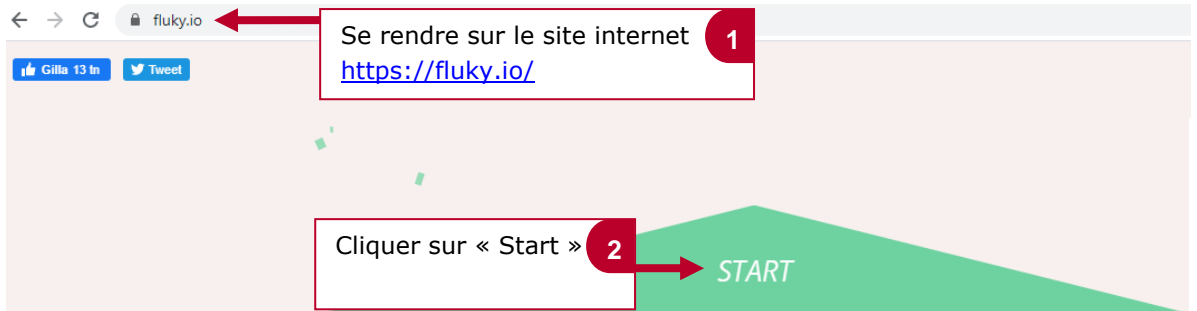 fluky.io
Se rendre sur le site internet
1
https://fluky.io/
Gilla 13 tn
Tweet
Cliquer sur « Start »
2
START